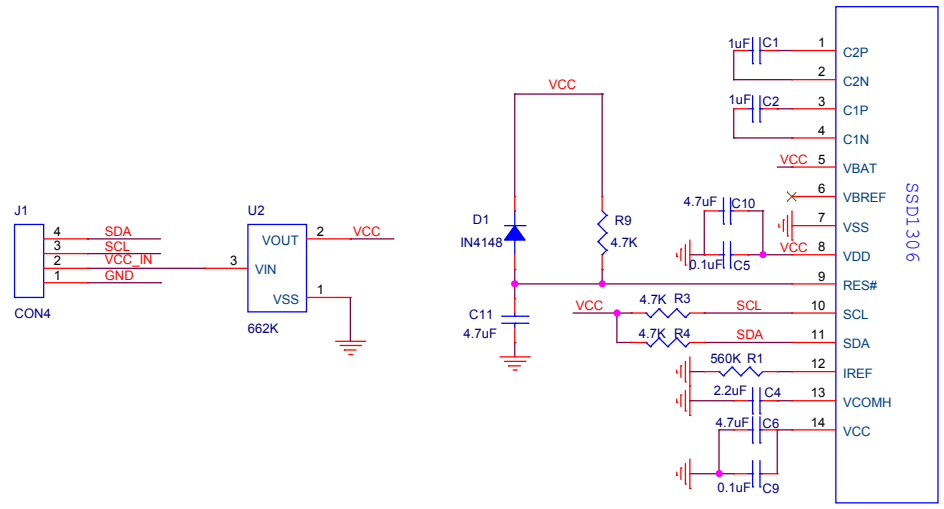 J1
4 SDA
3 SCL
2 VCC_IN
1 GND
CON4
U2
VOUT 2 VCC
3 VIN
VSS 1
662K
VCC
D1
IN4148
R9
4.7K
C11
4.7uF
1uF C1 1 C2P
2 C2N
1uF C2 3 C1P
4 C1N
VCC 5 VBAT
6 VBREF
4.7uF C10
7 VSS
VCC 8 VDD
0.1uF C5
9 RES#
VCC 4.7K R3 SCL 10 SCL
4.7K R4 SDA 11 SDA
560K R1 12 IREF
2.2uF C4 13 VCOMH
4.7uF C6 14 VCC
0.1uF C9
SSD1306